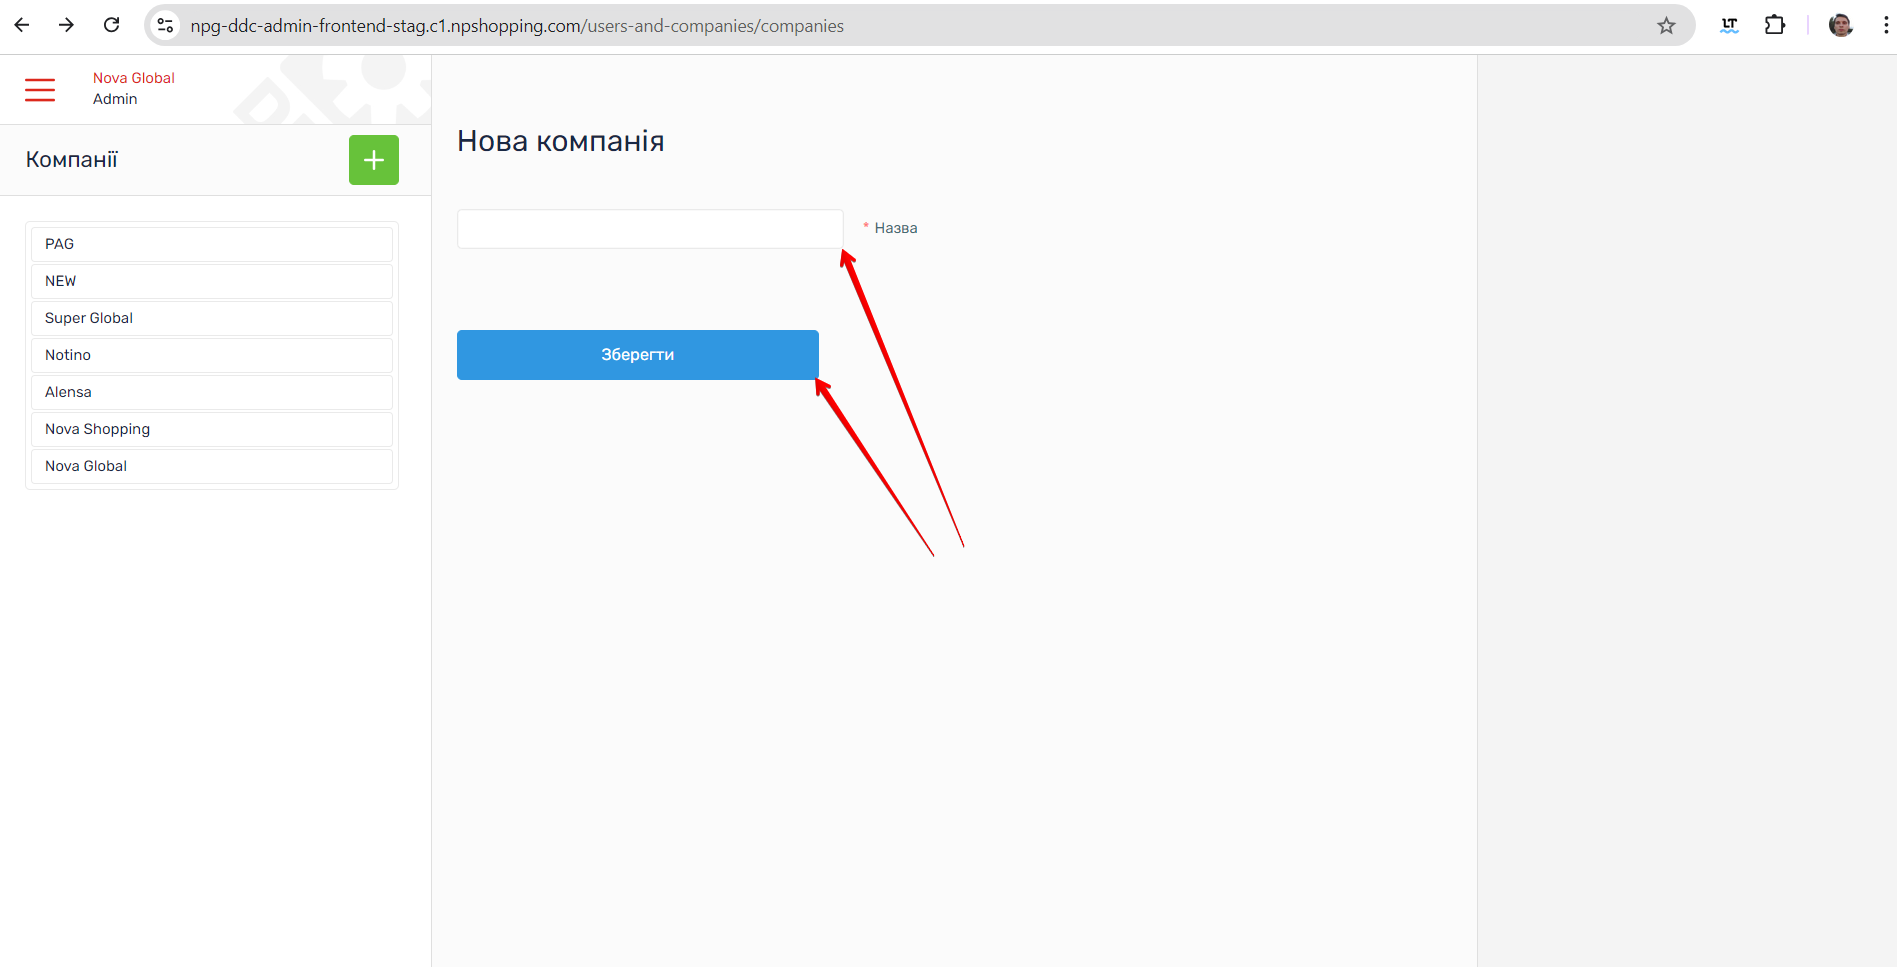 npg-ddc-admin-frontend-stag.c1.npshopping.com/users-and-companies/companies
LT
Nova Global
Admin
Компанії
PAG
NEW
Super Global
Notino
Alensa
Nova Shopping
Nova Global
Нова компанія
* Назва
Зберегти